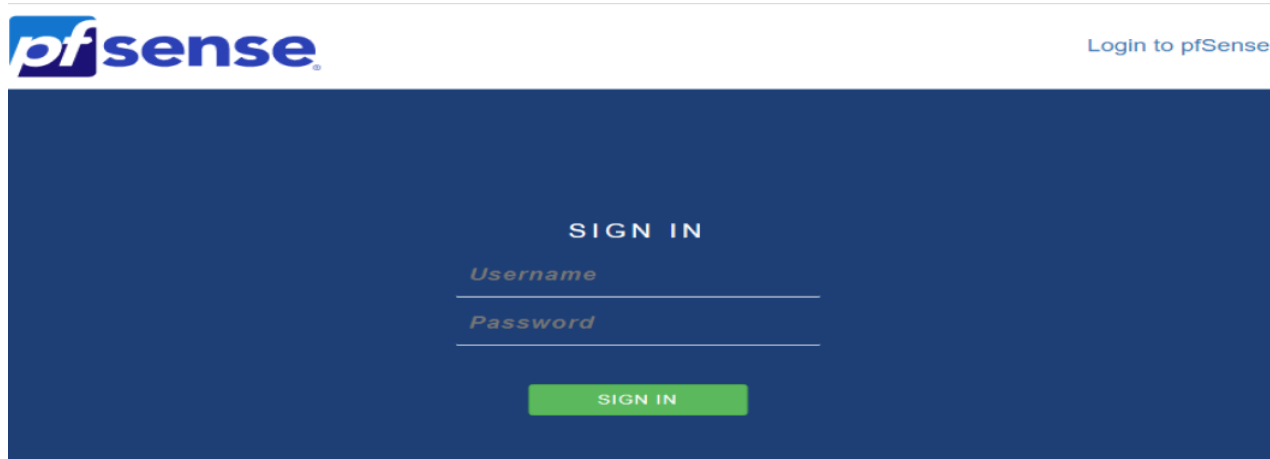 pfsense®
Login to pfSense
SIGN IN
Username
Password
SIGN IN